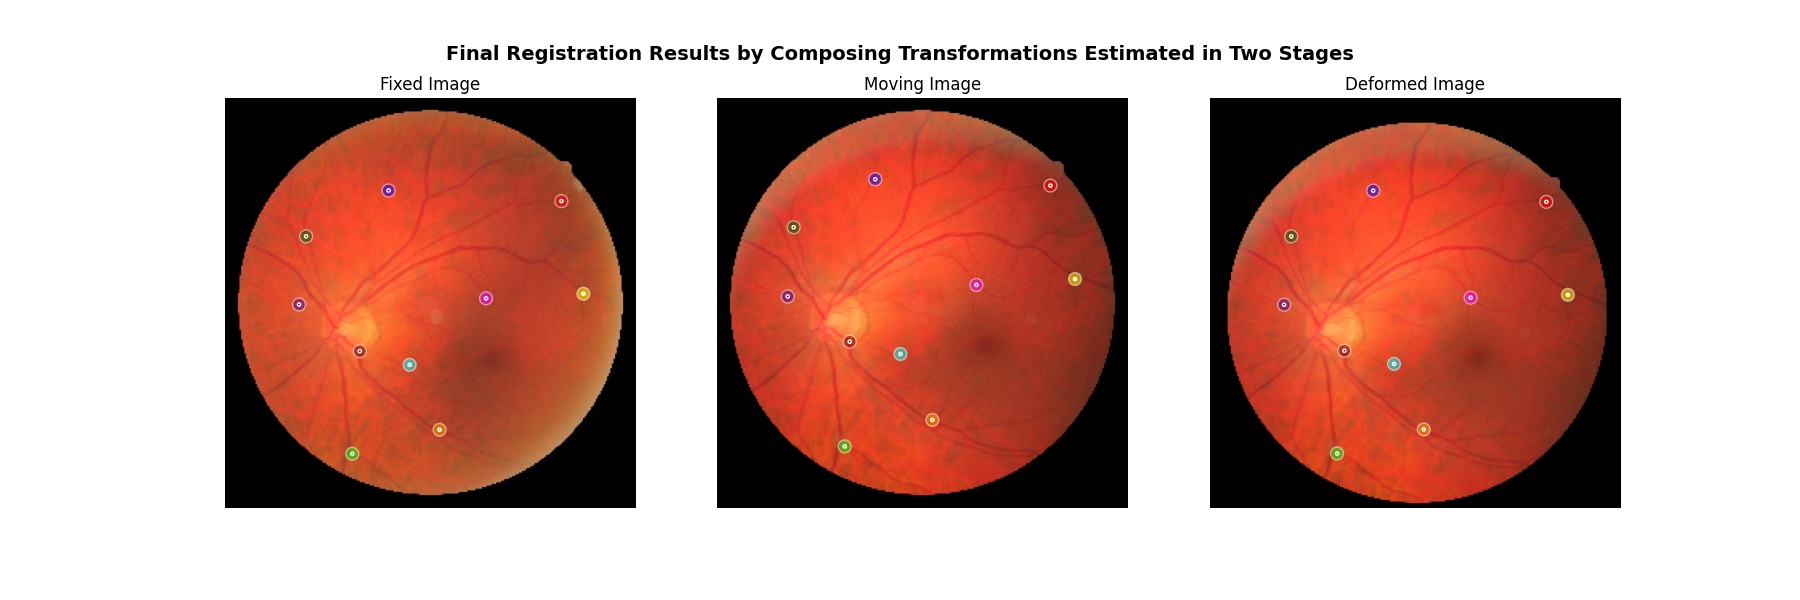 Final Registration Results by Composing Transformations Estimated in Two Stages
Fixed Image
Moving Image
Deformed Image